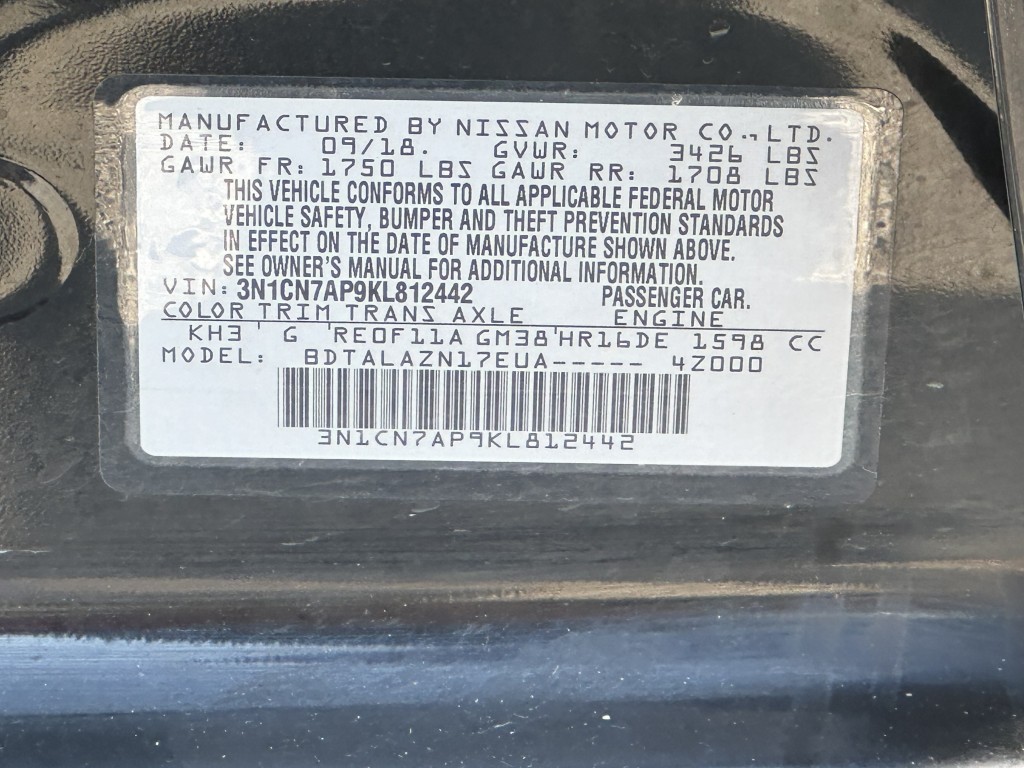 MANUFACTURED BY NISSAN MOTOR CO., LTD.
DATE: 09/18. GVWR: 3426 LBS
GAWR FR: 1750 LBS GAWR RR: 1708 LBS
THIS VEHICLE CONFORMS TO ALL APPLICABLE FEDERAL MOTOR
VEHICLE SAFETY, BUMPER AND THEFT PREVENTION STANDARDS
IN EFFECT ON THE DATE OF MANUFACTURE SHOWN ABOVE.
SEE OWNER'S MANUAL FOR ADDITIONAL INFORMATION.
VIN: 3N1CN7AP9KL812442 PASSENGER CAR.
COLOR TRIM TRANS AXLE ENGINE
KH3 ' G RE0F11A GM38'HR16DE 1598 CC
MODEL: BDTALAZN17EUA----- 4Z000
3N1CN7AP9KL812442